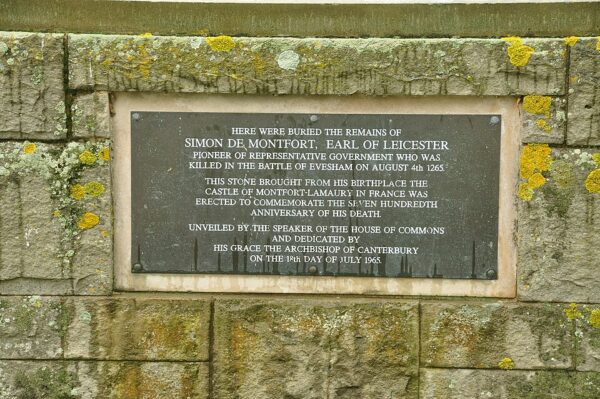 HERE WERE BURIED THE REMAINS OF
SIMON DE MONTFORT, EARL OF LEICESTER
PIONEER OF REPRESENTATIVE GOVERNMENT WHO WAS
KILLED IN THE BATTLE OF EVESHAM ON AUGUST 4th 1265.
THIS STONE BROUGHT FROM HIS BIRTHPLACE THE
CASTLE OF MONTFORT-LAMAURY IN FRANCE WAS
ERECTED TO COMMEMORATE THE SEVEN HUNDREDTH
ANNIVERSARY OF HIS DEATH.
UNVEILED BY THE SPEAKER OF THE HOUSE OF COMMONS
AND DEDICATED BY
HIS GRACE THE ARCHBISHOP OF CANTERBURY
ON THE 18th DAY OF JULY 1965.